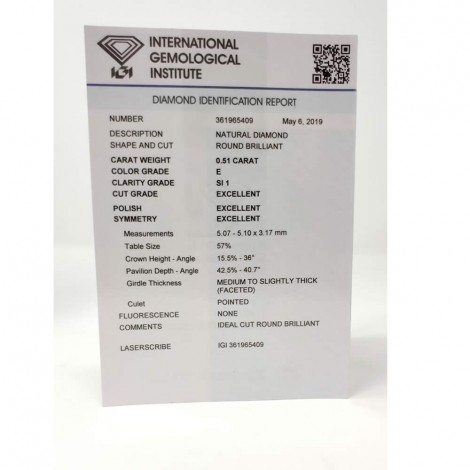 IGI
INTERNATIONAL
GEMOLOGICAL
INSTITUTE
DIAMOND IDENTIFICATION REPORT
NUMBER 361965409 May 6, 2019
DESCRIPTION NATURAL DIAMOND
SHAPE AND CUT ROUND BRILLIANT
CARAT WEIGHT 0.51 CARAT
COLOR GRADE E
CLARITY GRADE SI 1
CUT GRADE EXCELLENT
POLISH EXCELLENT
SYMMETRY EXCELLENT
Measurements 5.07 - 5.10 x 3.17 mm
Table Size 57%
Crown Height - Angle 15.5% - 36°
Pavilion Depth - Angle 42.5% - 40.7°
Girdle Thickness MEDIUM TO SLIGHTLY THICK
(FACETED)
Culet POINTED
FLUORESCENCE NONE
COMMENTS IDEAL CUT ROUND BRILLIANT
LASERSCRIBE IGI 361965409